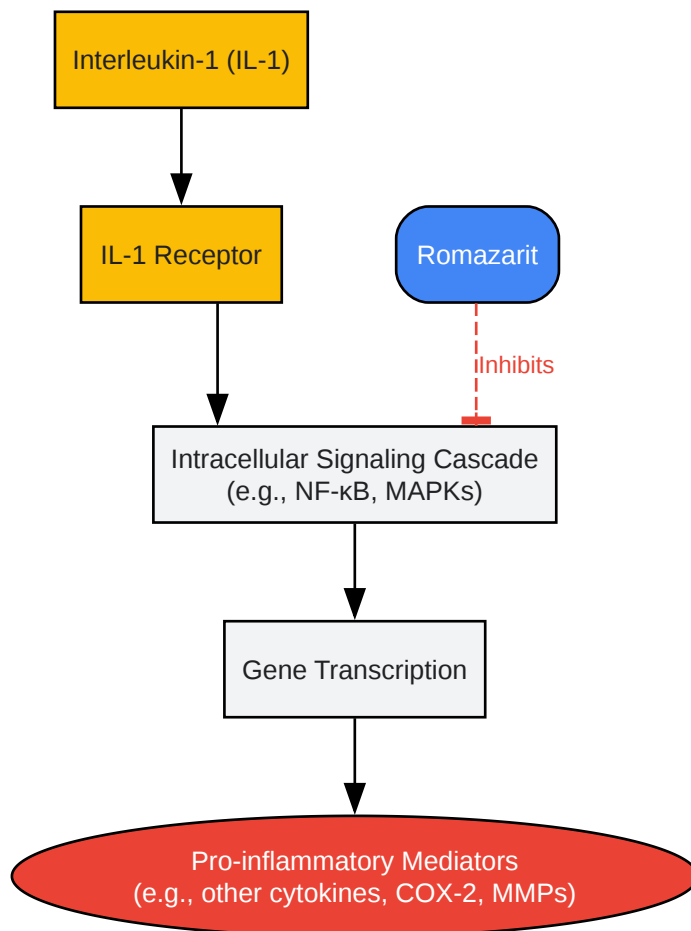 Interleukin-1 (IL-1)
IL-1 Receptor
Romazarit
Inhibits
Intracellular Signaling Cascade
(e.g., NF-κB, MAPKs)
Gene Transcription
Pro-inflammatory Mediators
(e.g., other cytokines, COX-2, MMPs)